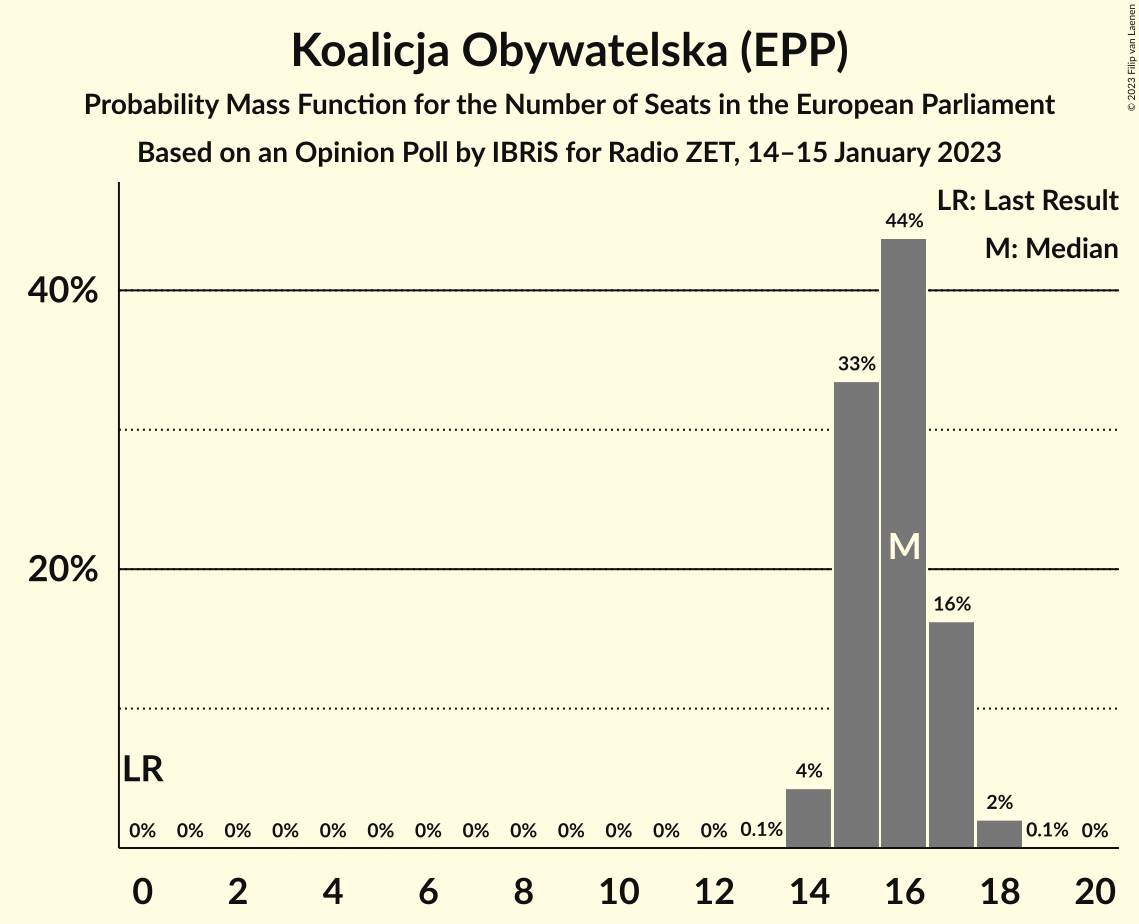 Koalicja Obywatelska (EPP)
Probability Mass Function for the Number of Seats in the European Parliament
Based on an Opinion Poll by IBRiS for Radio ZET, 14–15 January 2023
© 2023 Filip van Laenen
LR: Last Result
M: Median
44%
40%
33%
M
20%
16%
LR
4%
2%
0% 0% 0% 0% 0% 0% 0% 0% 0% 0% 0% 0% 0% 0.1% 0.1% 0%
0 2 4 6 8 10 12 14 16 18 20